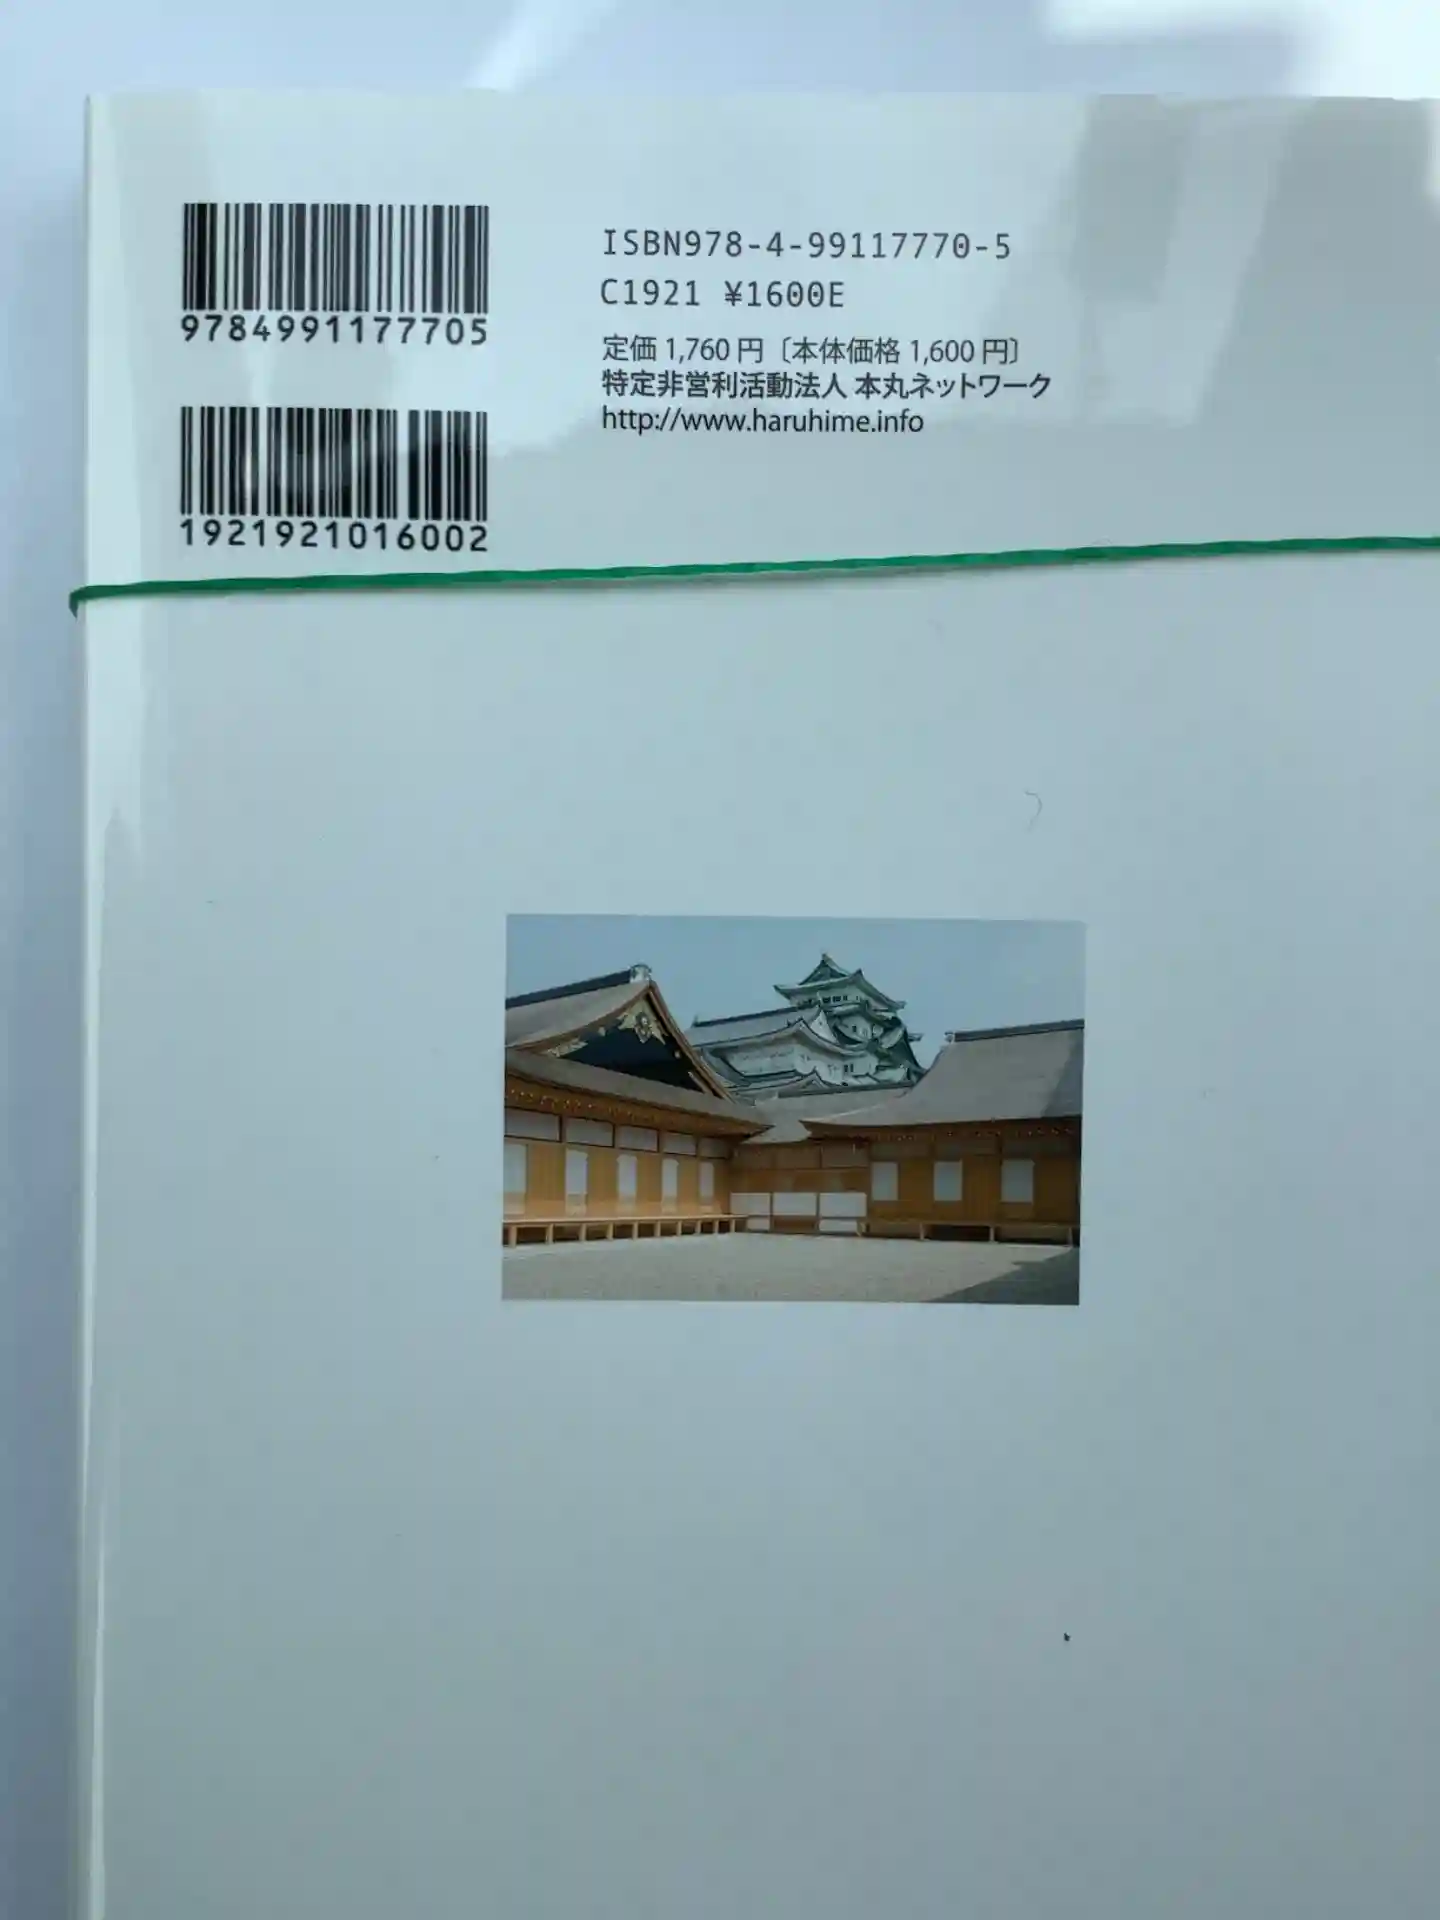 9784991177705
ISBN978-4-99117770-5
C1921 ¥1600E
定価 1,760 円〔本体価格 1,600 円〕
特定非営利活動法人 本丸ネットワーク
http://www.haruhime.info
1921921016002